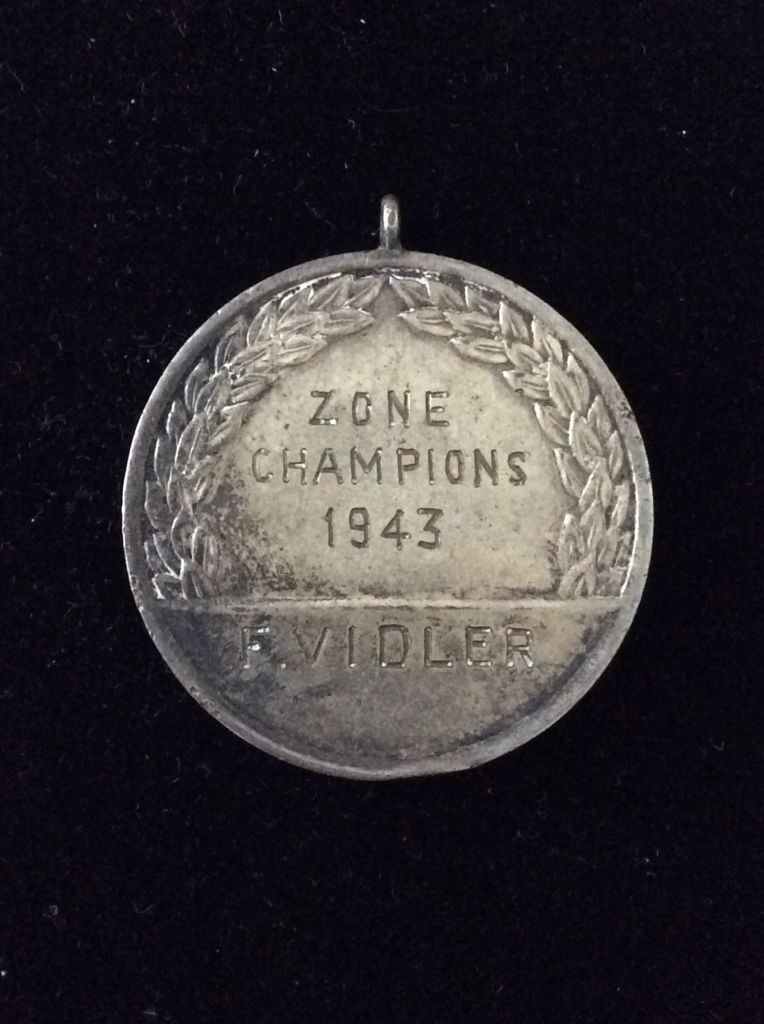 ZONE
CHAMPIONS
1943
F.VIDLER